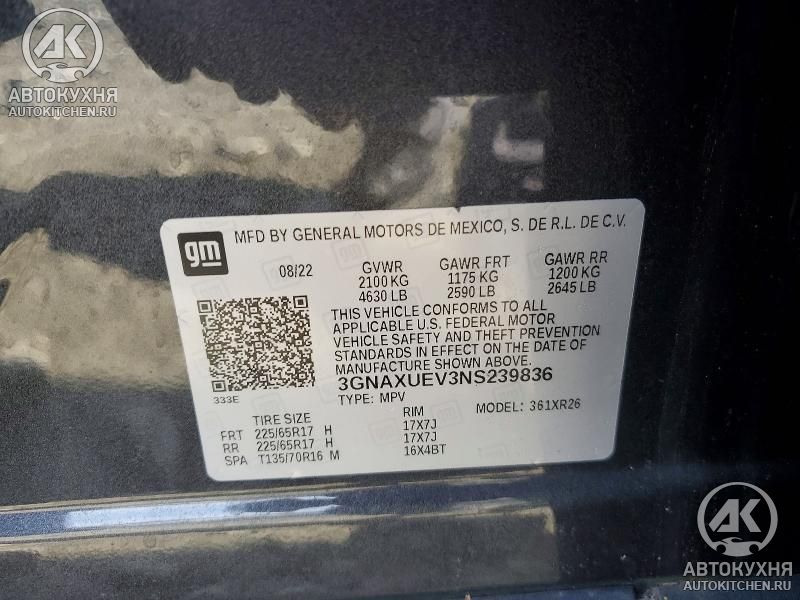 AK
АВТОКУХНЯ
AUTOKITCHEN.RU
gm
MFD BY GENERAL MOTORS DE MEXICO, S. DE R.L. DE C.V.
08/22 GVWR GAWR FRT GAWR RR
2100 KG 1175 KG 1200 KG
4630 LB 2590 LB 2645 LB
THIS VEHICLE CONFORMS TO ALL
APPLICABLE U.S. FEDERAL MOTOR
VEHICLE SAFETY AND THEFT PREVENTION
STANDARDS IN EFFECT ON THE DATE OF
MANUFACTURE SHOWN ABOVE.
333E
3GNAXUEV3NS239836
TYPE: MPV MODEL: 361XR26
TIRE SIZE RIM
FRT 225/65R17 H 17X7J
RR 225/65R17 H 17X7J
SPA T135/70R16 M 16X4BT
AK
АВТОКУХНЯ
AUTOKITCHEN.RU